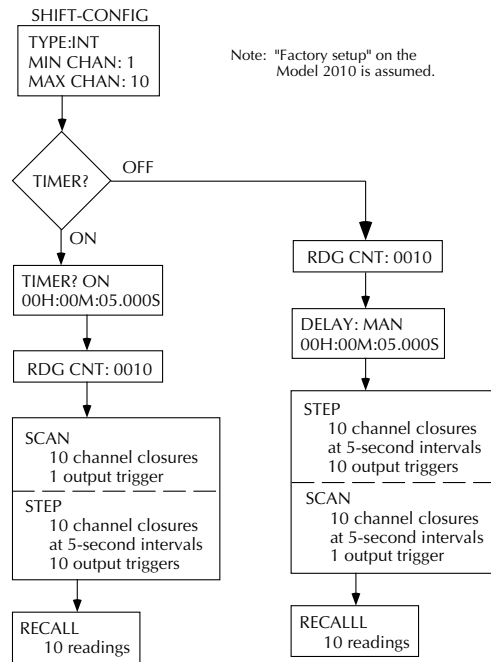 SHIFT-CONFIG
TYPE:INT
MIN CHAN: 1
MAX CHAN: 10
Note: "Factory setup" on the
Model 2010 is assumed.
TIMER?
OFF
ON
TIMER? ON
00H:00M:05.000S
RDG CNT: 0010
SCAN
10 channel closures
1 output trigger
STEP
10 channel closures
at 5-second intervals
10 output triggers
RECALL
10 readings
RDG CNT: 0010
DELAY: MAN
00H:00M:05.000S
STEP
10 channel closures
at 5-second intervals
10 output triggers
SCAN
10 channel closures
at 5-second intervals
1 output trigger
RECALLL
10 readings